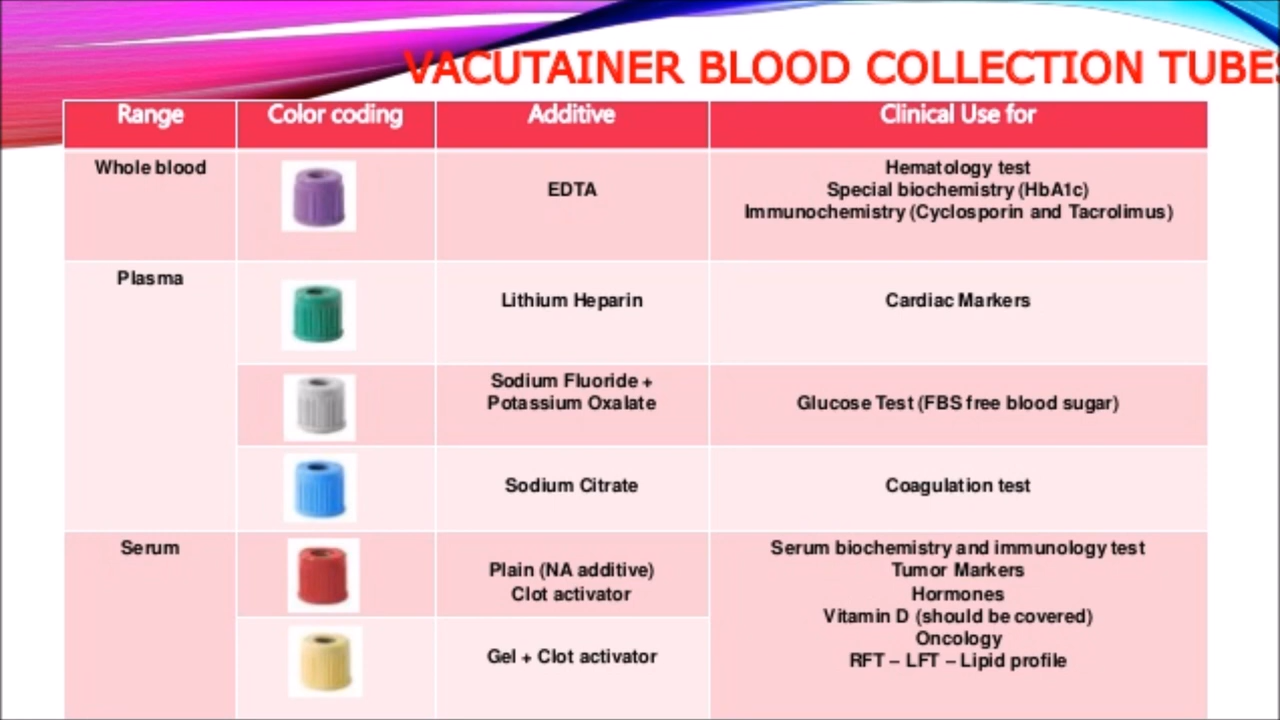 VACUTAINER BLOOD COLLECTION TUBES
Range
Color coding
Additive
Clinical Use for
Whole blood
EDTA
Hematology test
Special biochemistry (HbA1c)
Immunochemistry (Cyclosporin and Tacrolimus)
Plasma
Lithium Heparin
Cardiac Markers
Sodium Fluoride +
Potassium Oxalate
Glucose Test (FBS free blood sugar)
Sodium Citrate
Coagulation test
Serum
Plain (NA additive)
Clot activator
Serum biochemistry and immunology test
Tumor Markers
Hormones
Vitamin D (should be covered)
Oncology
RFT – LFT – Lipid profile
Gel + Clot activator